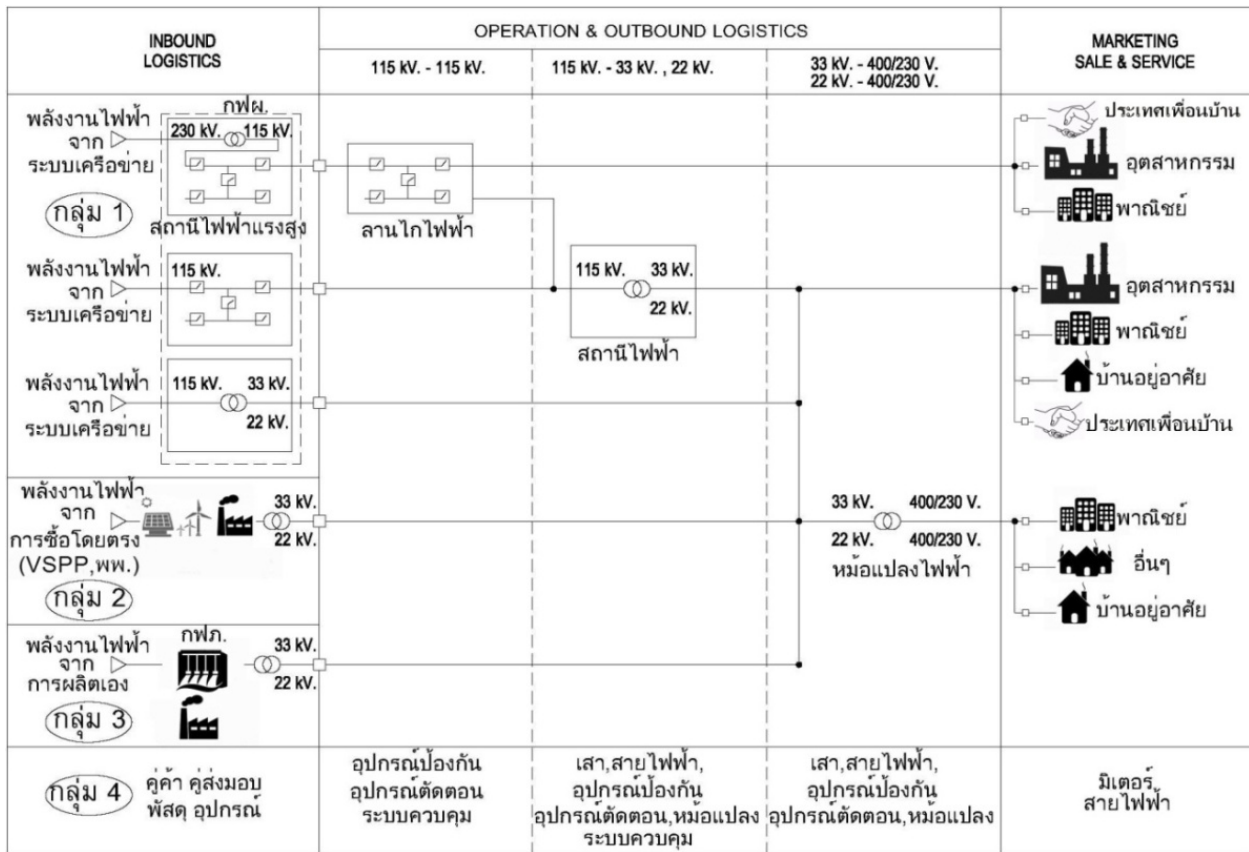 INBOUND
LOGISTICS
OPERATION & OUTBOUND LOGISTICS
115 kV. - 115 kV.
115 kV. - 33 kV. , 22 kV.
33 kV. - 400/230 V.
22 kV. - 400/230 V.
MARKETING
SALE & SERVICE
พลังงานไฟฟ้า
จาก
ระบบเครือข่าย
กลุ่ม 1
กฟผ.
230 kV. 115 kV.
สถานีไฟฟ้าแรงสูง
ลานไกไฟฟ้า
ประเทศเพื่อนบ้าน
อุตสาหกรรม
พาณิชย์
พลังงานไฟฟ้า
จาก
ระบบเครือข่าย
115 kV.
115 kV. 33 kV.
22 kV.
สถานีไฟฟ้า
อุตสาหกรรม
พาณิชย์
บ้านอยู่อาศัย
ประเทศเพื่อนบ้าน
พลังงานไฟฟ้า
จาก
ระบบเครือข่าย
115 kV. 33 kV.
22 kV.
พลังงานไฟฟ้า
จาก
การซื้อโดยตรง
(VSPP,พพ.)
กลุ่ม 2
33 kV.
22 kV.
33 kV. 400/230 V.
22 kV. 400/230 V.
หม้อแปลงไฟฟ้า
พาณิชย์
อื่นๆ
บ้านอยู่อาศัย
พลังงานไฟฟ้า
จาก
การผลิตเอง
กลุ่ม 3
กฟภ.
33 kV.
22 kV.
กลุ่ม 4
คู่ค้า คู่ส่งมอบ
พัสดุ อุปกรณ์
อุปกรณ์ป้องกัน
อุปกรณ์ตัดตอน
ระบบควบคุม
เสา,สายไฟฟ้า,
อุปกรณ์ป้องกัน
อุปกรณ์ตัดตอน,หม้อแปลง
ระบบควบคุม
เสา,สายไฟฟ้า,
อุปกรณ์ป้องกัน
อุปกรณ์ตัดตอน,หม้อแปลง
มิเตอร์
สายไฟฟ้า